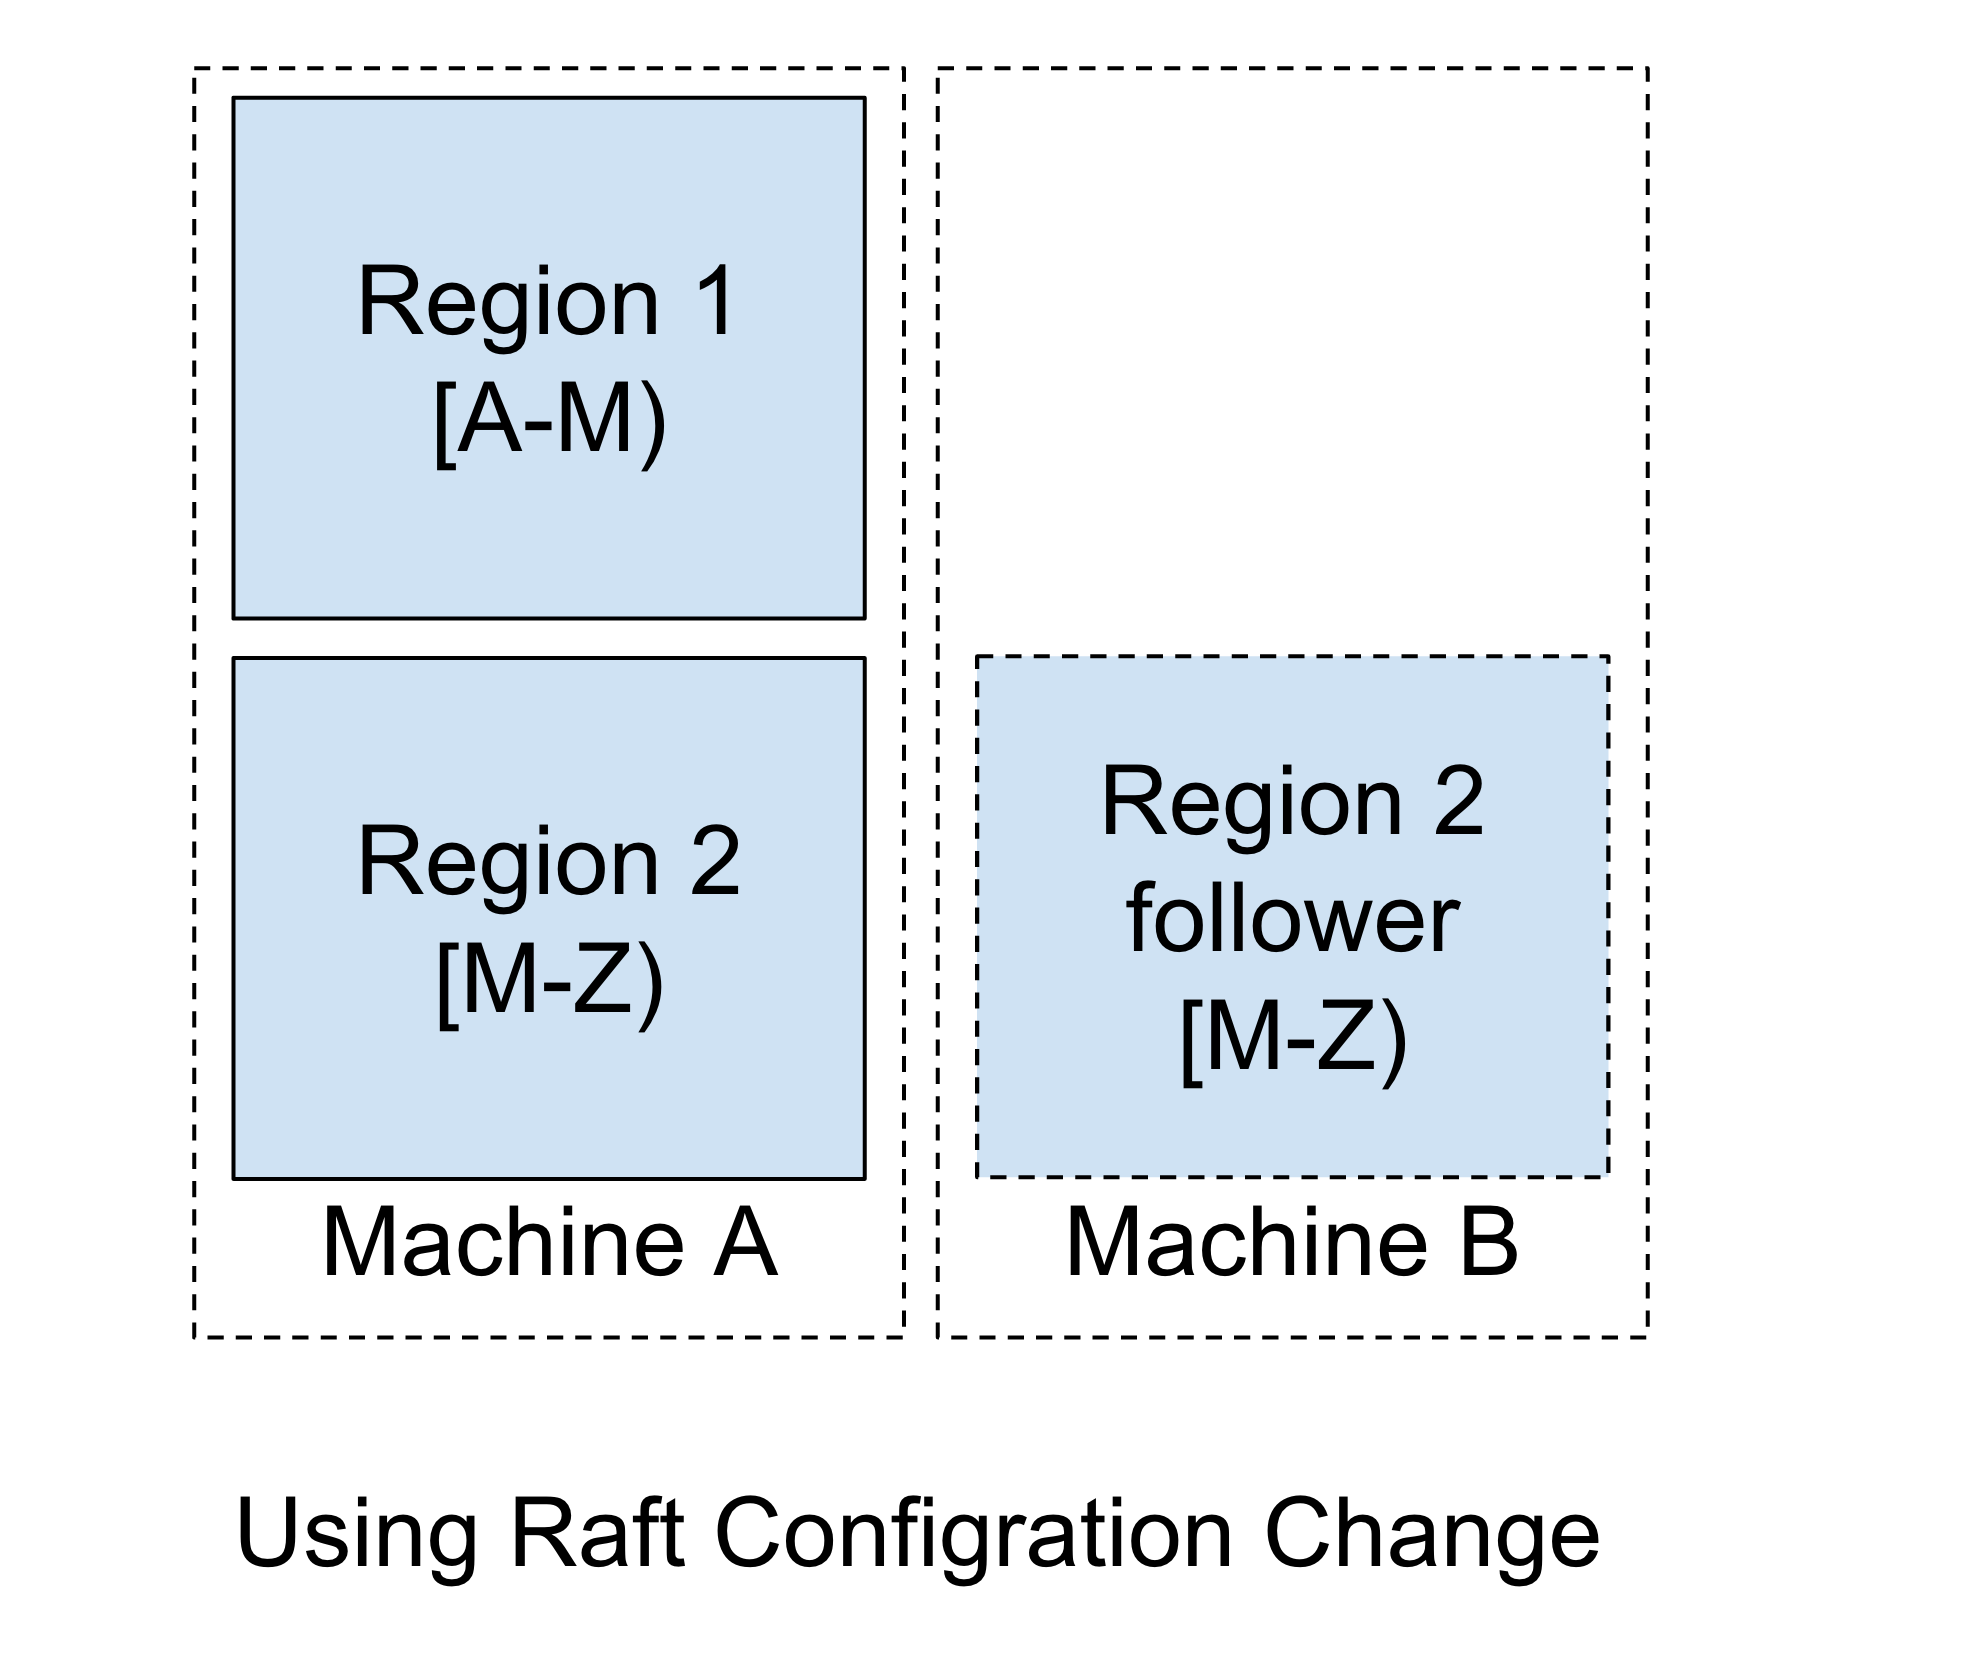 Region 1
[A-M)
Region 2
[M-Z)
Machine A
Region 2
follower
[M-Z)
Machine B
Using Raft Configration Change